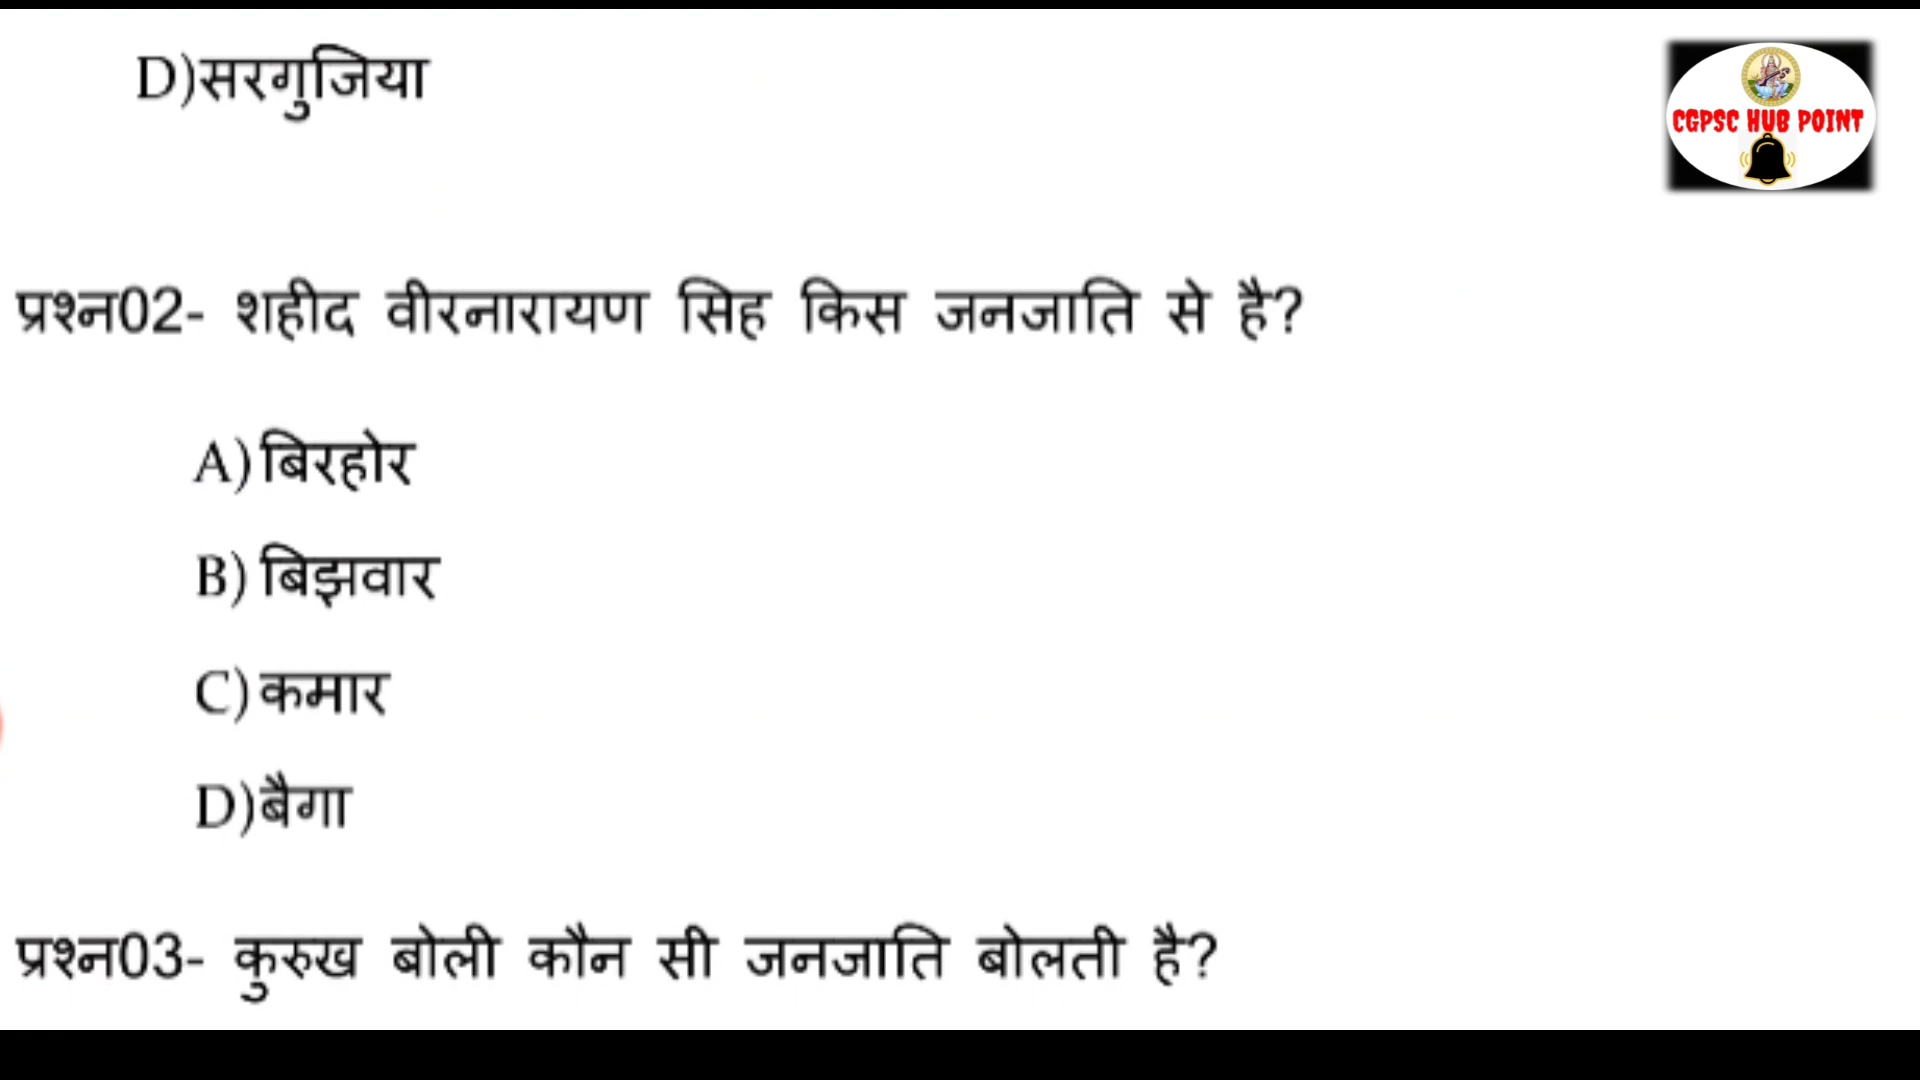 D)सरगुजिया
CGPSC HUB POINT
प्रश्न02- शहीद वीरनारायण सिह किस जनजाति से है?
A) बिरहोर
B) बिझवार
C) कमार
D)बैगा
प्रश्न03- कुरुख बोली कौन सी जनजाति बोलती है?